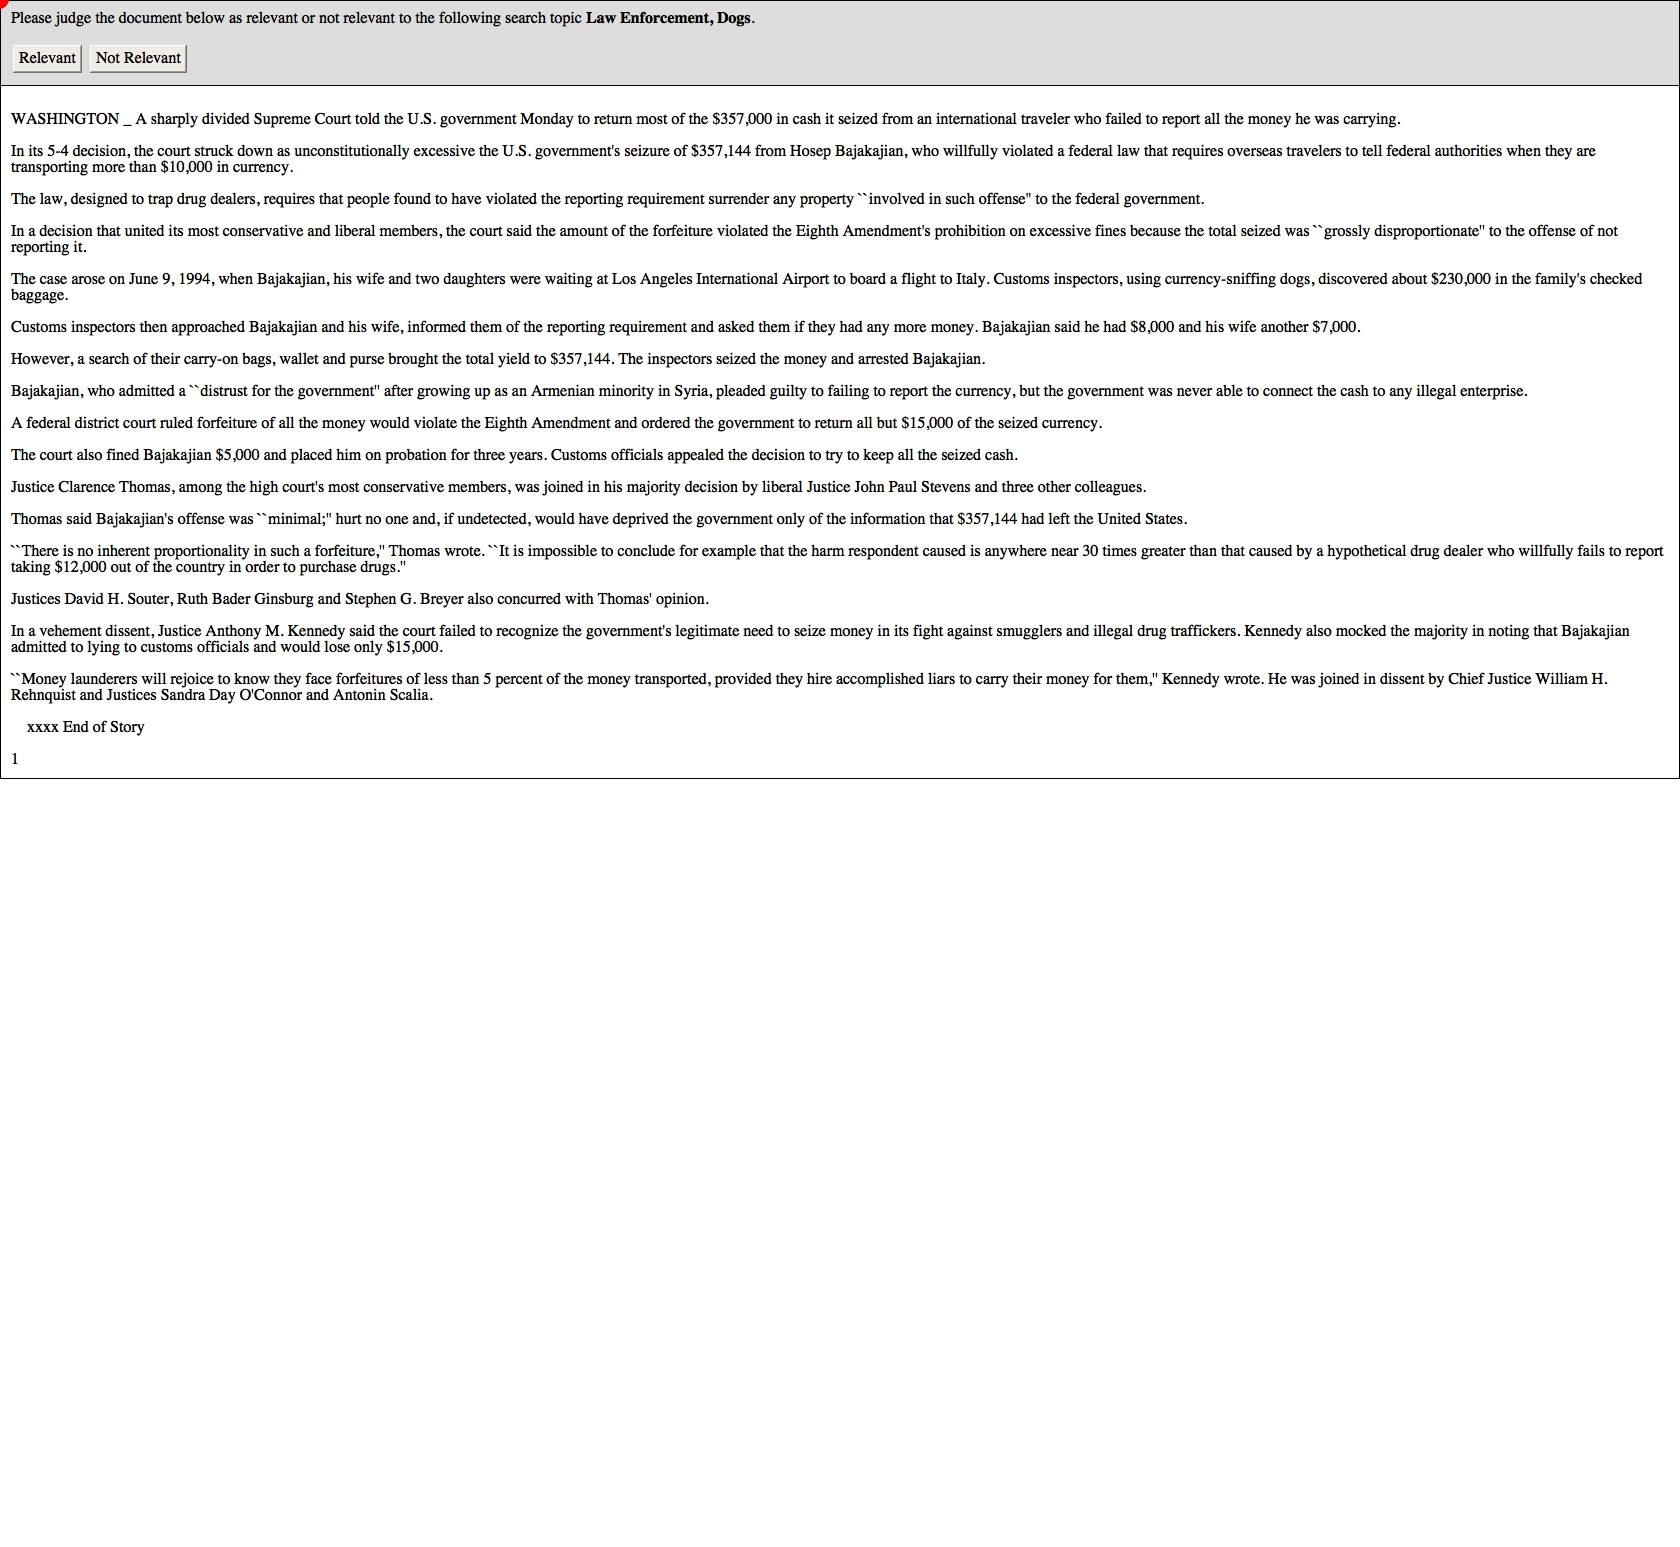 Please judge the document below as relevant or not relevant to the following search topic Law Enforcement, Dogs.
Relevant Not Relevant
WASHINGTON _ A sharply divided Supreme Court told the U.S. government Monday to return most of the $357,000 in cash it seized from an international traveler who failed to report all the money he was carrying.
In its 5-4 decision, the court struck down as unconstitutionally excessive the U.S. government's seizure of $357,144 from Hosep Bajakajian, who willfully violated a federal law that requires overseas travelers to tell federal authorities when they are
transporting more than $10,000 in currency.
The law, designed to trap drug dealers, requires that people found to have violated the reporting requirement surrender any property ``involved in such offense'' to the federal government.
In a decision that united its most conservative and liberal members, the court said the amount of the forfeiture violated the Eighth Amendment's prohibition on excessive fines because the total seized was ``grossly disproportionate'' to the offense of not
reporting it.
The case arose on June 9, 1994, when Bajakajian, his wife and two daughters were waiting at Los Angeles International Airport to board a flight to Italy. Customs inspectors, using currency-sniffing dogs, discovered about $230,000 in the family's checked
baggage.
Customs inspectors then approached Bajakajian and his wife, informed them of the reporting requirement and asked them if they had any more money. Bajakajian said he had $8,000 and his wife another $7,000.
However, a search of their carry-on bags, wallet and purse brought the total yield to $357,144. The inspectors seized the money and arrested Bajakajian.
Bajakajian, who admitted a ``distrust for the government'' after growing up as an Armenian minority in Syria, pleaded guilty to failing to report the currency, but the government was never able to connect the cash to any illegal enterprise.
A federal district court ruled forfeiture of all the money would violate the Eighth Amendment and ordered the government to return all but $15,000 of the seized currency.
The court also fined Bajakajian $5,000 and placed him on probation for three years. Customs officials appealed the decision to try to keep all the seized cash.
Justice Clarence Thomas, among the high court's most conservative members, was joined in his majority decision by liberal Justice John Paul Stevens and three other colleagues.
Thomas said Bajakajian's offense was ``minimal;'' hurt no one and, if undetected, would have deprived the government only of the information that $357,144 had left the United States.
``There is no inherent proportionality in such a forfeiture,'' Thomas wrote. ``It is impossible to conclude for example that the harm respondent caused is anywhere near 30 times greater than that caused by a hypothetical drug dealer who willfully fails to report
taking $12,000 out of the country in order to purchase drugs.''
Justices David H. Souter, Ruth Bader Ginsburg and Stephen G. Breyer also concurred with Thomas' opinion.
In a vehement dissent, Justice Anthony M. Kennedy said the court failed to recognize the government's legitimate need to seize money in its fight against smugglers and illegal drug traffickers. Kennedy also mocked the majority in noting that Bajakajian
admitted to lying to customs officials and would lose only $15,000.
``Money launderers will rejoice to know they face forfeitures of less than 5 percent of the money transported, provided they hire accomplished liars to carry their money for them,'' Kennedy wrote. He was joined in dissent by Chief Justice William H.
Rehnquist and Justices Sandra Day O'Connor and Antonin Scalia.
xxxx End of Story
1